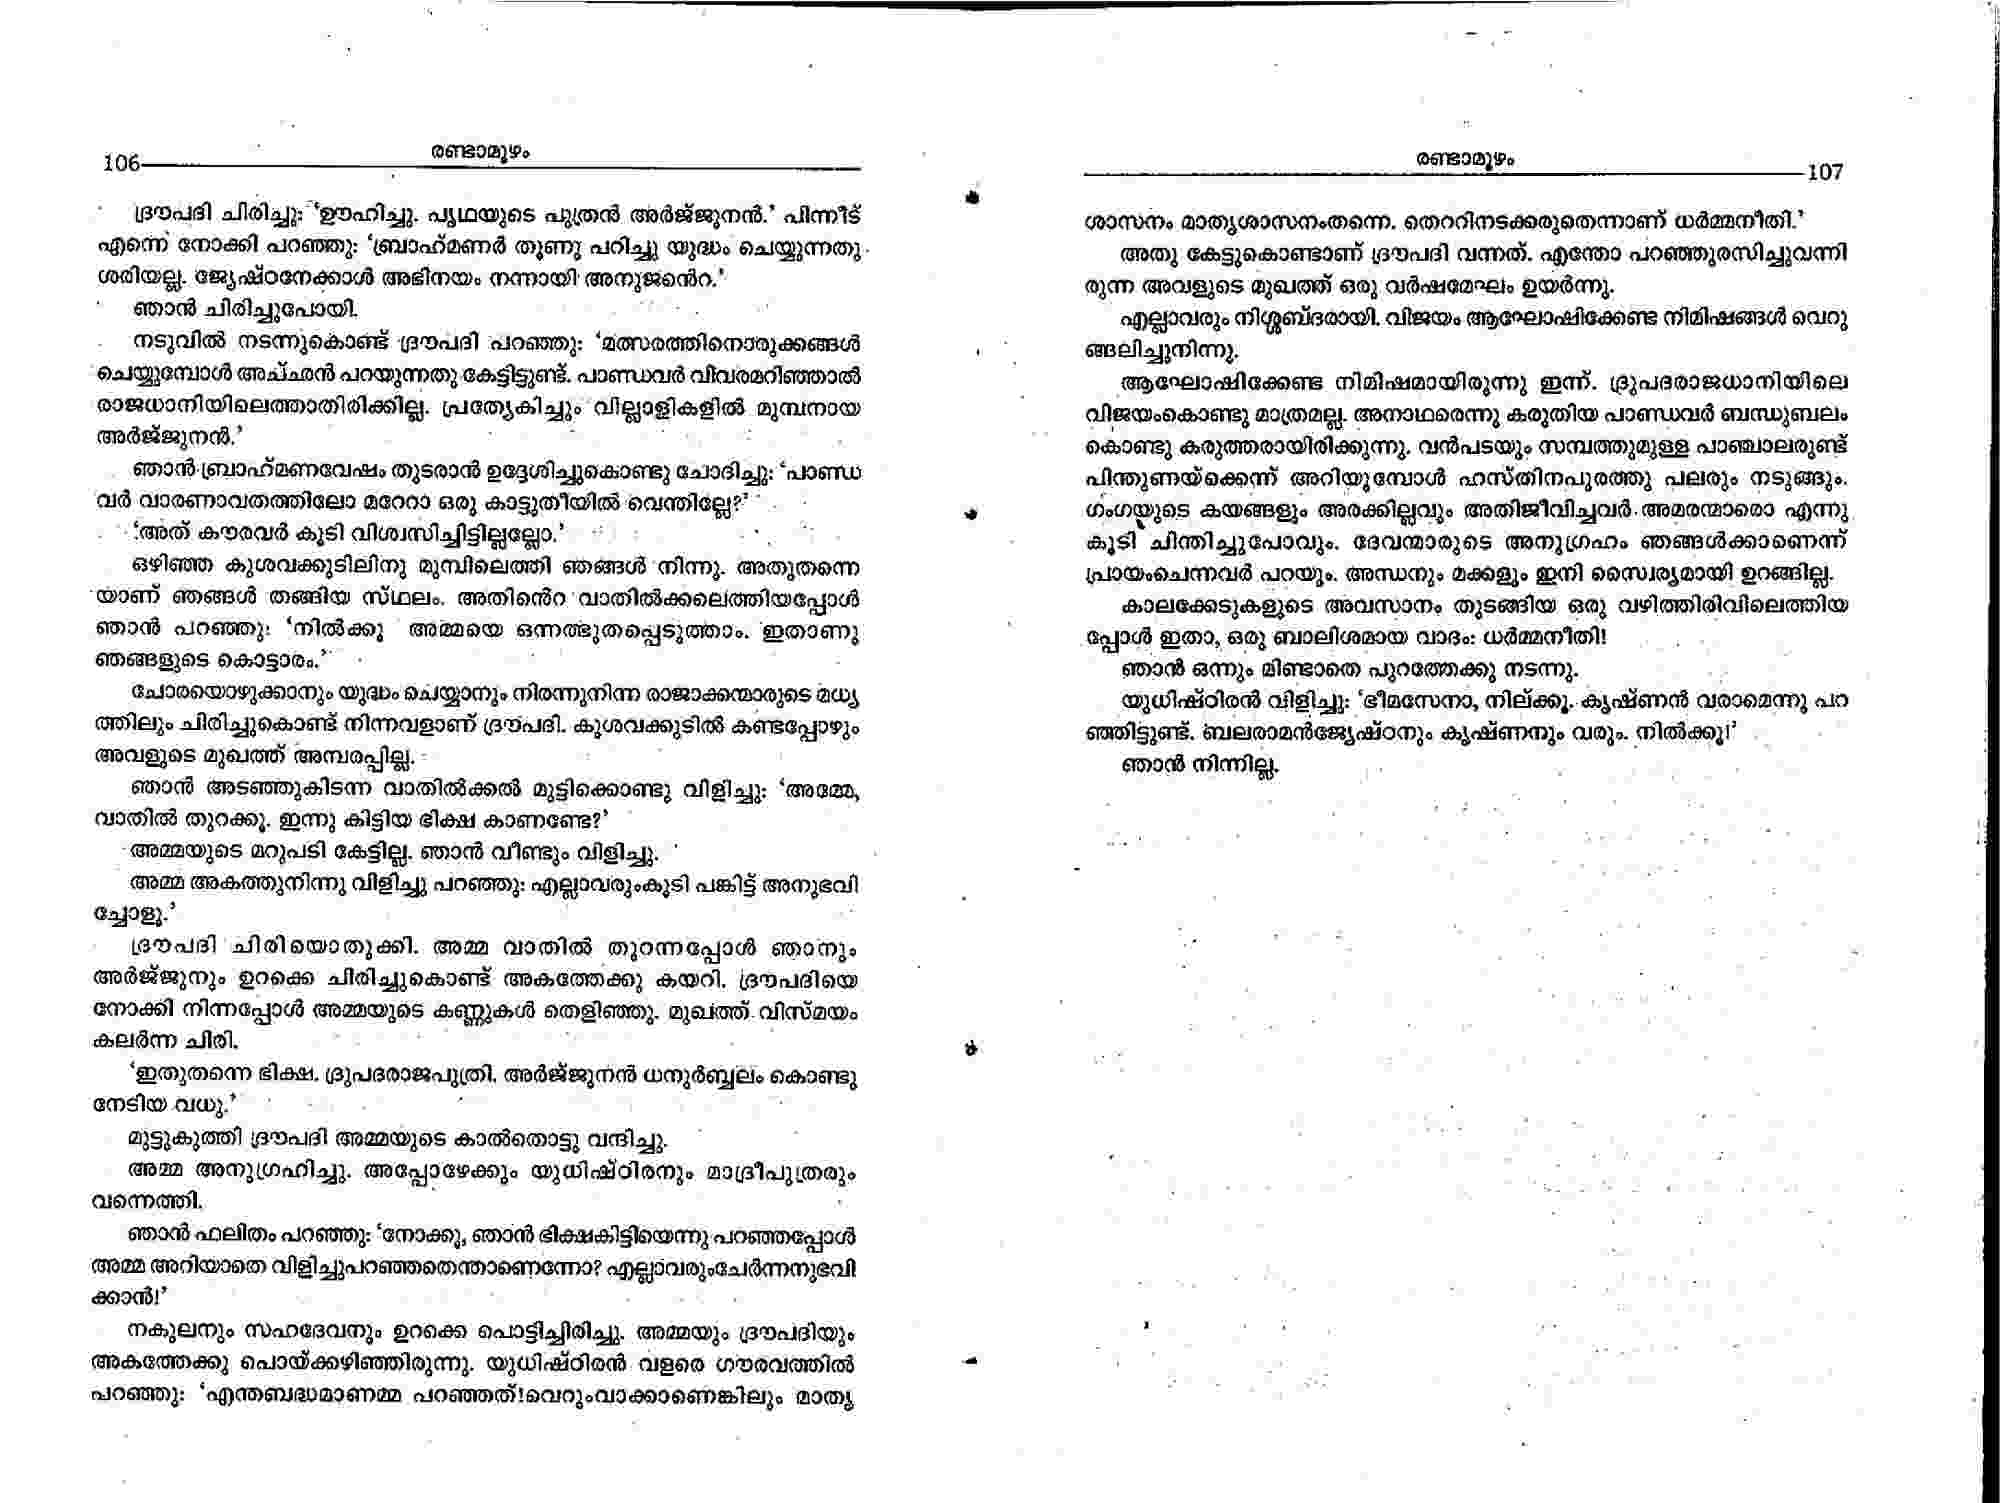 106
രണ്ടാമൂഴം
ദ്രൗപദി ചിരിച്ചു: ‘ഊഹിച്ചു. പൃഥയുടെ പുത്രൻ അർജ്ജുനൻ.’ പിന്നീട്
എന്നെ നോക്കി പറഞ്ഞു: ‘ബ്രാഹ്മണർ തൂണു പറിച്ചു യുദ്ധം ചെയ്യുന്നതു
ശരിയല്ല. ജ്യേഷ്ഠനേക്കാൾ അഭിനയം നന്നായി അനുജൻെറ.’
ഞാൻ ചിരിച്ചുപോയി.
നടുവിൽ നടന്നുകൊണ്ട് ദ്രൗപദി പറഞ്ഞു: ‘മത്സരത്തിനൊരുക്കങ്ങൾ
ചെയ്യുമ്പോൾ അച്ഛൻ പറയുന്നതു കേട്ടിട്ടുണ്ട്. പാണ്ഡവർ വിവരമറിഞ്ഞാൽ
രാജധാനിയിലെത്താതിരിക്കില്ല. പ്രത്യേകിച്ചും വില്ലാളികളിൽ മുമ്പനായ
അർജ്ജുനൻ.’
ഞാൻ ബ്രാഹ്മണവേഷം തുടരാൻ ഉദ്ദേശിച്ചുകൊണ്ടു ചോദിച്ചു: ‘പാണ്ഡ
വർ വാരണാവതത്തിലോ മറേറാ ഒരു കാട്ടുതീയിൽ വെന്തില്ലേ?’
‘അത് കൗരവർ കൂടി വിശ്വസിച്ചിട്ടില്ലല്ലോ.’
ഒഴിഞ്ഞ കുശവക്കുടിലിനു മുമ്പിലെത്തി ഞങ്ങൾ നിന്നു. അതുതന്നെ
യാണ് ഞങ്ങൾ തങ്ങിയ സ്ഥലം. അതിൻെറ വാതിൽക്കലെത്തിയപ്പോൾ
ഞാൻ പറഞ്ഞു: ‘നിൽക്കൂ അമ്മയെ ഒന്നത്ഭുതപ്പെടുത്താം. ഇതാണു
ഞങ്ങളുടെ കൊട്ടാരം.’
ചോരയൊഴുക്കാനും യുദ്ധം ചെയ്യാനും നിരന്നുനിന്ന രാജാക്കന്മാരുടെ മധ്യ
ത്തിലും ചിരിച്ചുകൊണ്ട് നിന്നവളാണ് ദ്രൗപദി. കുശവക്കുടിൽ കണ്ടപ്പോഴും
അവളുടെ മുഖത്ത് അമ്പരപ്പില്ല.
ഞാൻ അടഞ്ഞുകിടന്ന വാതിൽക്കൽ മുട്ടിക്കൊണ്ടു വിളിച്ചു: ‘അമ്മേ,
വാതിൽ തുറക്കൂ. ഇന്നു കിട്ടിയ ഭിക്ഷ കാണണ്ടേ?’
അമ്മയുടെ മറുപടി കേട്ടില്ല. ഞാൻ വീണ്ടും വിളിച്ചു.
അമ്മ അകത്തുനിന്നു വിളിച്ചു പറഞ്ഞു: എല്ലാവരുംകൂടി പങ്കിട്ട് അനുഭവി
ച്ചോളൂ.’
ദ്രൗപദി ചിരിയൊതുക്കി. അമ്മ വാതിൽ തുറന്നപ്പോൾ ഞാനും
അർജ്ജുനും ഉറക്കെ ചിരിച്ചുകൊണ്ട് അകത്തേക്കു കയറി. ദ്രൗപദിയെ
നോക്കി നിന്നപ്പോൾ അമ്മയുടെ കണ്ണുകൾ തെളിഞ്ഞു. മുഖത്ത് വിസ്മയം
കലർന്ന ചിരി.
‘ഇതുതന്നെ ഭിക്ഷ. ദ്രുപദരാജപുത്രി. അർജ്ജുനൻ ധനുർബ്ബലം കൊണ്ടു
നേടിയ വധു.’
മുട്ടുകുത്തി ദ്രൗപദി അമ്മയുടെ കാൽതൊട്ടു വന്ദിച്ചു.
അമ്മ അനുഗ്രഹിച്ചു. അപ്പോഴേക്കും യുധിഷ്ഠിരനും മാദ്രീപുത്രരും
വന്നെത്തി.
ഞാൻ ഫലിതം പറഞ്ഞു: ‘നോക്കൂ, ഞാൻ ഭിക്ഷകിട്ടിയെന്നു പറഞ്ഞപ്പോൾ
അമ്മ അറിയാതെ വിളിച്ചുപറഞ്ഞതെന്താണെന്നോ? എല്ലാവരുംചേർന്നനുഭവി
ക്കാൻ!’
നകുലനും സഹദേവനും ഉറക്കെ പൊട്ടിച്ചിരിച്ചു. അമ്മയും ദ്രൗപദിയും
അകത്തേക്കു പൊയ്ക്കഴിഞ്ഞിരുന്നു. യുധിഷ്ഠിരൻ വളരെ ഗൗരവത്തിൽ
പറഞ്ഞു: ‘എന്തബദ്ധമാണമ്മ പറഞ്ഞത്!വെറുംവാക്കാണെങ്കിലും മാതൃ
രണ്ടാമൂഴം
107
ശാസനം മാതൃശാസനംതന്നെ. തെററിനടക്കരുതെന്നാണ് ധർമ്മനീതി.’
അതു കേട്ടുകൊണ്ടാണ് ദ്രൗപദി വന്നത്. എന്തോ പറഞ്ഞുരസിച്ചുവന്നി
രുന്ന അവളുടെ മുഖത്ത് ഒരു വർഷമേഘം ഉയർന്നു.
എല്ലാവരും നിശ്ശബ്ദരായി. വിജയം ആഘോഷിക്കേണ്ട നിമിഷങ്ങൾ വെറു
ങ്ങലിച്ചുനിന്നു.
ആഘോഷിക്കേണ്ട നിമിഷമായിരുന്നു ഇന്ന്. ദ്രുപദരാജധാനിയിലെ
വിജയംകൊണ്ടു മാത്രമല്ല. അനാഥരെന്നു കരുതിയ പാണ്ഡവർ ബന്ധുബലം
കൊണ്ടു കരുത്തരായിരിക്കുന്നു. വൻപടയും സമ്പത്തുമുള്ള പാഞ്ചാലരുണ്ട്
പിന്തുണയ്ക്കെന്ന് അറിയുമ്പോൾ ഹസ്തിനപുരത്തു പലരും നടുങ്ങും.
ഗംഗയുടെ കയങ്ങളും അരക്കില്ലവും അതിജീവിച്ചവർ അമരന്മാരൊ എന്നു
കൂടി ചിന്തിച്ചുപോവും. ദേവന്മാരുടെ അനുഗ്രഹം ഞങ്ങൾക്കാണെന്ന്
പ്രായംചെന്നവർ പറയും. അന്ധനും മക്കളും ഇനി സ്വൈര്യമായി ഉറങ്ങില്ല.
കാലക്കേടുകളുടെ അവസാനം തുടങ്ങിയ ഒരു വഴിത്തിരിവിലെത്തിയ
പ്പോൾ ഇതാ, ഒരു ബാലിശമായ വാദം: ധർമ്മനീതി!
ഞാൻ ഒന്നും മിണ്ടാതെ പുറത്തേക്കു നടന്നു.
യുധിഷ്ഠിരൻ വിളിച്ചു: ‘ഭീമസേനാ, നില്ക്കൂ. കൃഷ്ണൻ വരാമെന്നു പറ
ഞ്ഞിട്ടുണ്ട്. ബലരാമൻജ്യേഷ്ഠനും കൃഷ്ണനും വരും. നിൽക്കൂ!’
ഞാൻ നിന്നില്ല.